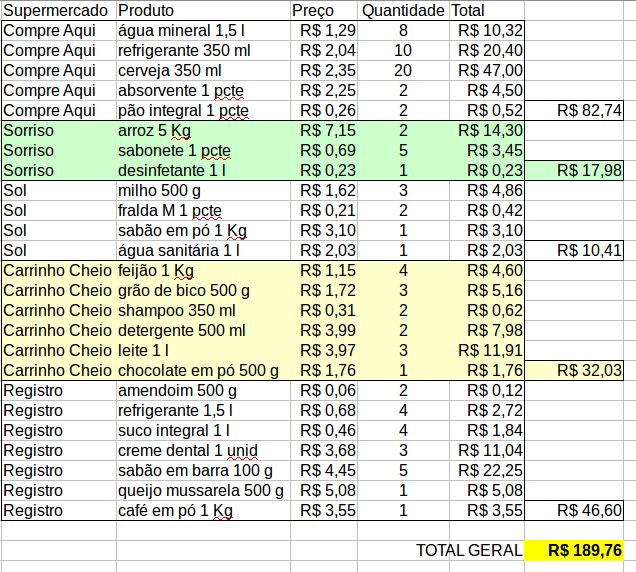 Supermercado Produto Preço Quantidade Total
Compre Aqui água mineral 1,5 l R$ 1,29 8 R$ 10,32
Compre Aqui refrigerante 350 ml R$ 2,04 10 R$ 20,40
Compre Aqui cerveja 350 ml R$ 2,35 20 R$ 47,00
Compre Aqui absorvente 1 pcte R$ 2,25 2 R$ 4,50
Compre Aqui pão integral 1 pcte R$ 0,26 2 R$ 0,52 R$ 82,74
Sorriso arroz 5 Kg R$ 7,15 2 R$ 14,30
Sorriso sabonete 1 pcte R$ 0,69 5 R$ 3,45
Sorriso desinfetante 1 l R$ 0,23 1 R$ 0,23 R$ 17,98
Sol milho 500 g R$ 1,62 3 R$ 4,86
Sol fralda M 1 pcte R$ 0,21 2 R$ 0,42
Sol sabão em pó 1 Kg R$ 3,10 1 R$ 3,10
Sol água sanitária 1 l R$ 2,03 1 R$ 2,03 R$ 10,41
Carrinho Cheio feijão 1 Kg R$ 1,15 4 R$ 4,60
Carrinho Cheio grão de bico 500 g R$ 1,72 3 R$ 5,16
Carrinho Cheio shampoo 350 ml R$ 0,31 2 R$ 0,62
Carrinho Cheio detergente 500 ml R$ 3,99 2 R$ 7,98
Carrinho Cheio leite 1 l R$ 3,97 3 R$ 11,91
Carrinho Cheio chocolate em pó 500 g R$ 1,76 1 R$ 1,76 R$ 32,03
Registro amendoim 500 g R$ 0,06 2 R$ 0,12
Registro refrigerante 1,5 l R$ 0,68 4 R$ 2,72
Registro suco integral 1 l R$ 0,46 4 R$ 1,84
Registro creme dental 1 unid R$ 3,68 3 R$ 11,04
Registro sabão em barra 100 g R$ 4,45 5 R$ 22,25
Registro queijo mussarela 500 g R$ 5,08 1 R$ 5,08
Registro café em pó 1 Kg R$ 3,55 1 R$ 3,55 R$ 46,60
TOTAL GERAL R$ 189,76